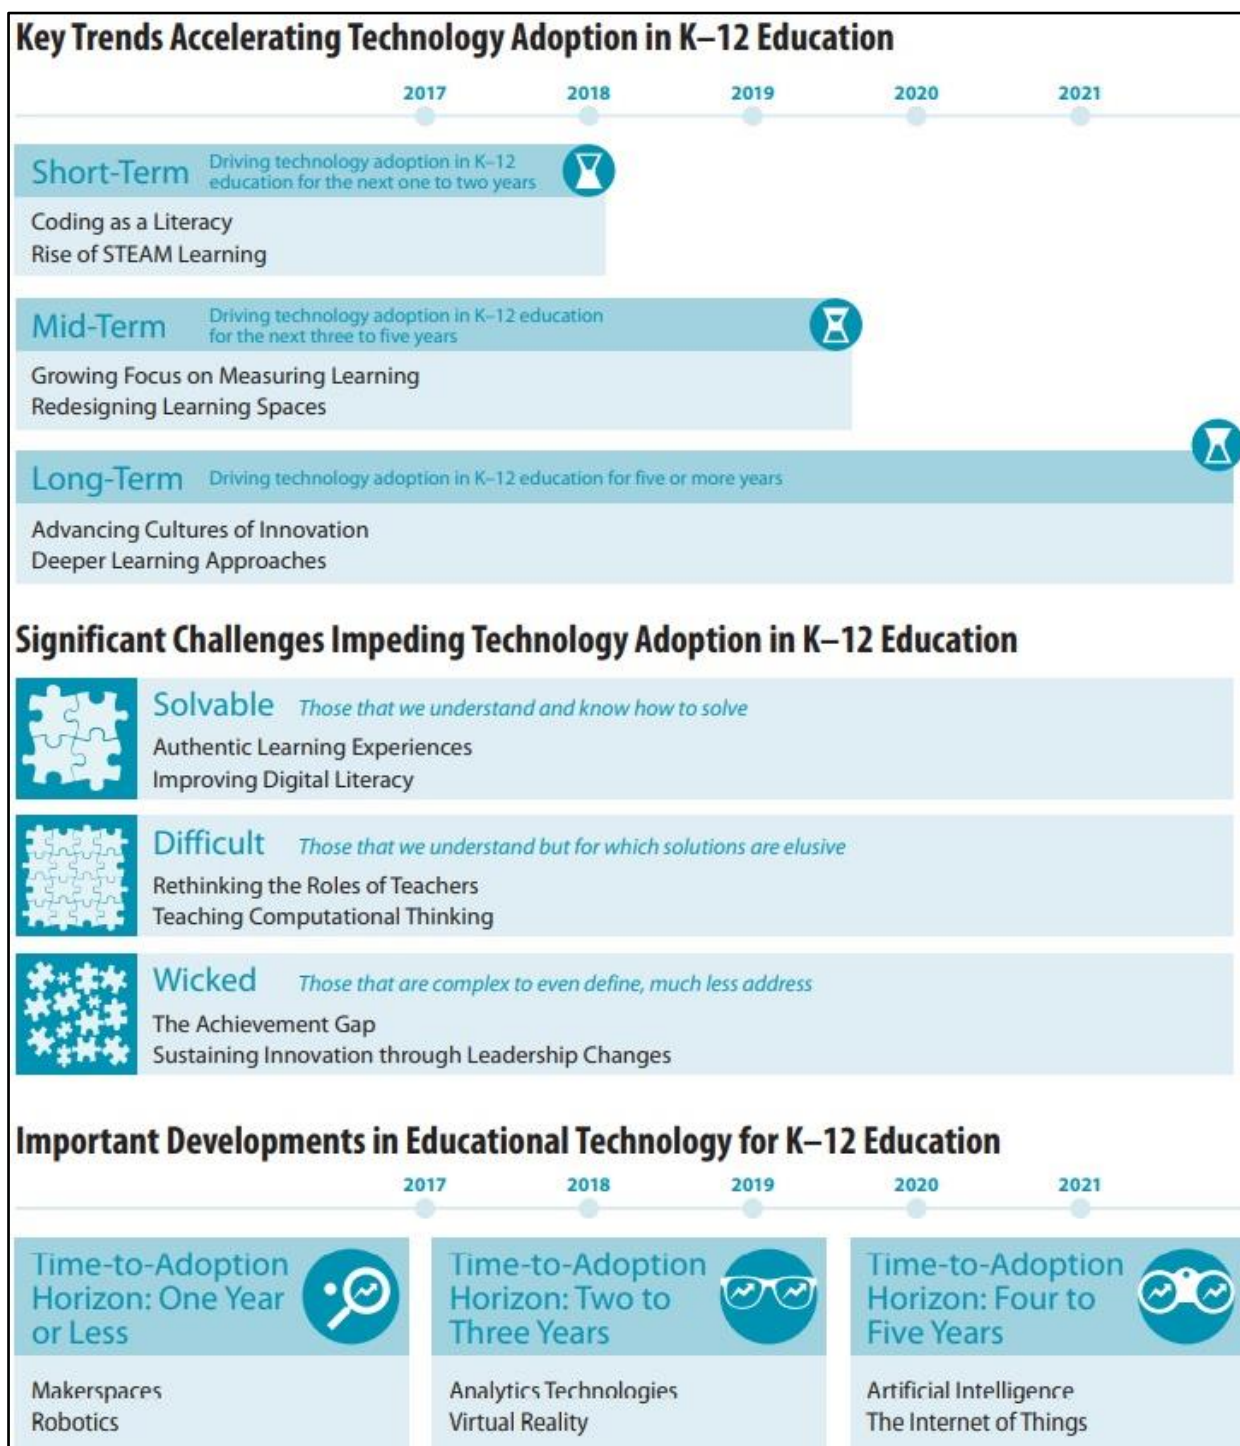 Key Trends Accelerating Technology Adoption in K–12 Education
2017 2018 2019 2020 2021
Short-Term Driving technology adoption in K–12
education for the next one to two years
Coding as a Literacy
Rise of STEAM Learning
Mid-Term Driving technology adoption in K–12 education
for the next three to five years
Growing Focus on Measuring Learning
Redesigning Learning Spaces
Long-Term Driving technology adoption in K–12 education for five or more years
Advancing Cultures of Innovation
Deeper Learning Approaches
Significant Challenges Impeding Technology Adoption in K–12 Education
Solvable Those that we understand and know how to solve
Authentic Learning Experiences
Improving Digital Literacy
Difficult Those that we understand but for which solutions are elusive
Rethinking the Roles of Teachers
Teaching Computational Thinking
Wicked Those that are complex to even define, much less address
The Achievement Gap
Sustaining Innovation through Leadership Changes
Important Developments in Educational Technology for K–12 Education
2017 2018 2019 2020 2021
Time-to-Adoption
Horizon: One Year
or Less
Makerspaces
Robotics
Time-to-Adoption
Horizon: Two to
Three Years
Analytics Technologies
Virtual Reality
Time-to-Adoption
Horizon: Four to
Five Years
Artificial Intelligence
The Internet of Things